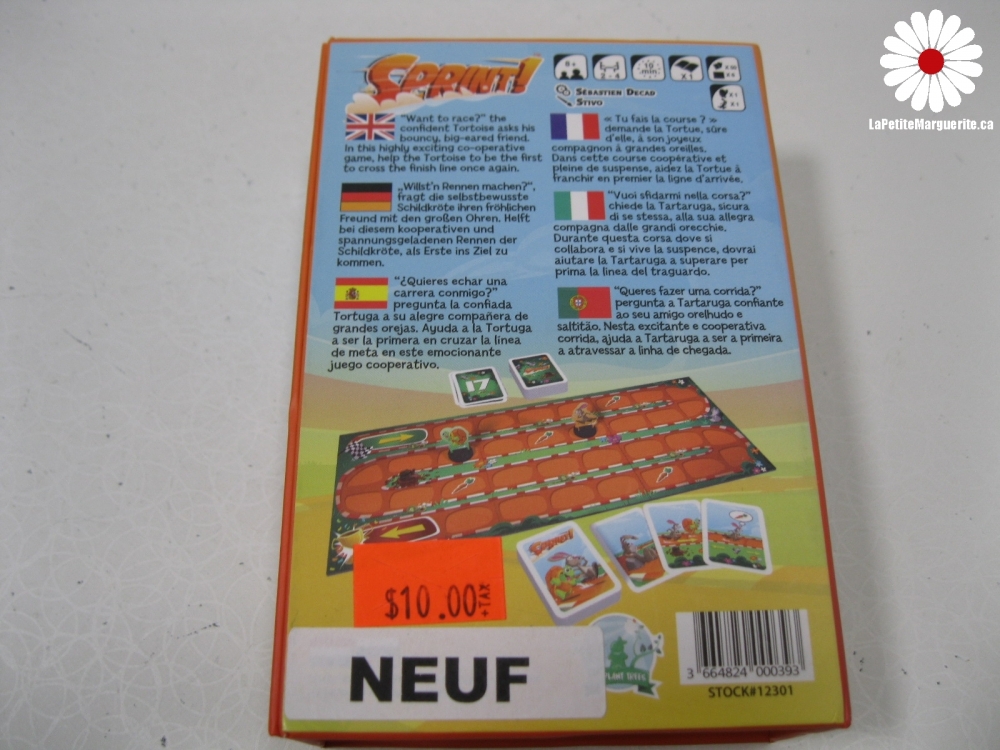 LaPetiteMarguerite.ca
SPRINT!
8+
2-4
10 min
x1
SÉBASTIEN DECAD
STIVO
"Want to race?" the
confident Tortoise asks his
bouncy, big-eared friend.
In this highly exciting co-operative
game, help the Tortoise to be the first
to cross the finish line once again.
« Tu fais la course ? »
demande la Tortue, sûre
d'elle, à son joyeux
compagnon à grandes oreilles.
Dans cette course coopérative et
pleine de suspense, aidez la Tortue à
franchir en premier la ligne d'arrivée.
„Willst'n Rennen machen?",
fragt die selbstbewusste
Schildkröte ihren fröhlichen
Freund mit den großen Ohren. Helft
bei diesem kooperativen und
spannungsgeladenen Rennen der
Schildkröte, als Erste ins Ziel zu
kommen.
"Vuoi sfidarmi nella corsa?"
chiede la Tartaruga, sicura
di se stessa, alla sua allegra
compagna dalle grandi orecchie.
Durante questa corsa dove si
collabora e si vive la suspence, dovrai
aiutare la Tartaruga a superare per
prima la linea del traguardo.
"¿Quieres echar una
carrera conmigo?"
pregunta la confiada
Tortuga a su alegre compañera de
grandes orejas. Ayuda a la Tortuga
a ser la primera en cruzar la línea
de meta en este emocionante
juego cooperativo.
"Queres fazer uma corrida?"
pergunta a Tartaruga confiante
ao seu amigo orelhudo e
saltitão. Nesta excitante e cooperativa
corrida, ajuda a Tartaruga a ser a primeira
a atravessar a linha de chegada.
17
SPRINT!
$10.00 +TAX
NEUF
3 664824 000393
STOCK#12301